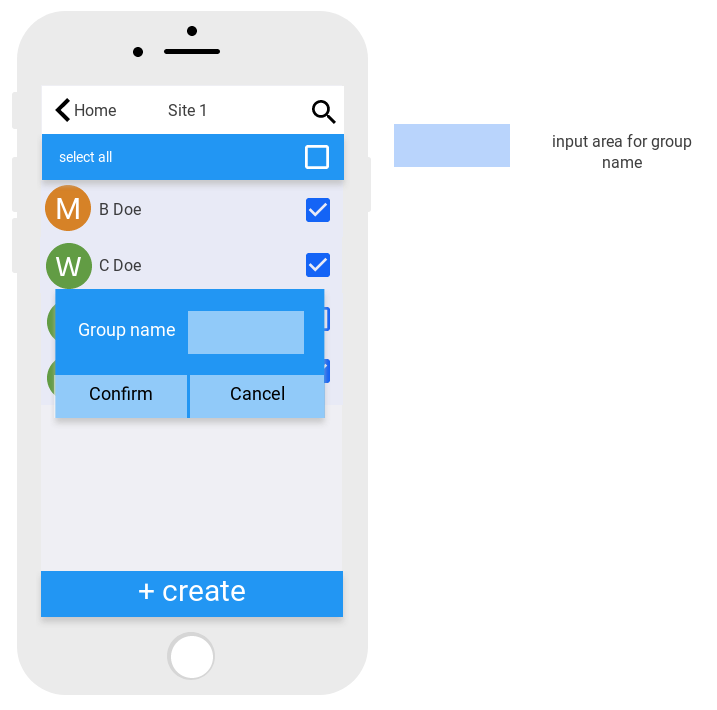 Home
Site 1
select all
M
B Doe
W
C Doe
Group name
Confirm
Cancel
+ create
input area for group
name